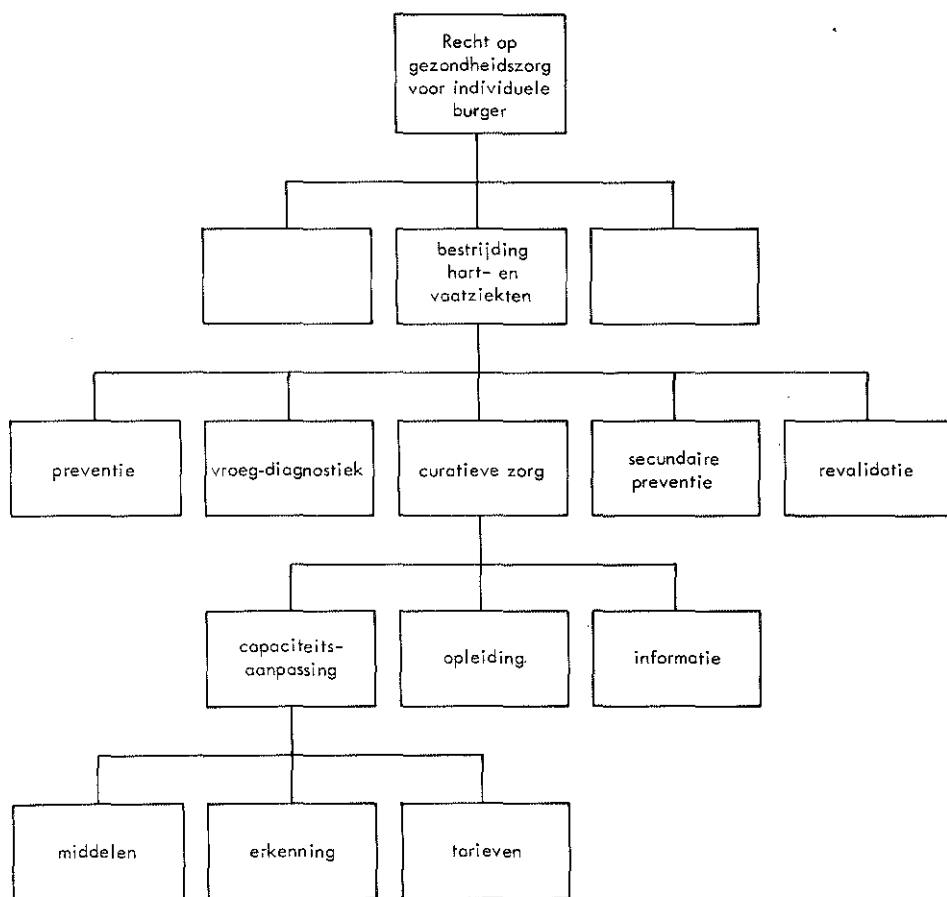 Recht op
gezondheidszorg
voor individuele
burger
bestrijding
hart- en
vaatziekten
preventie
vroeg-diagnostiek
curatieve zorg
secundaire
preventie
revalidatie
capaciteits-
aanpassing
opleiding.
informatie
middelen
erkenning
tarieven